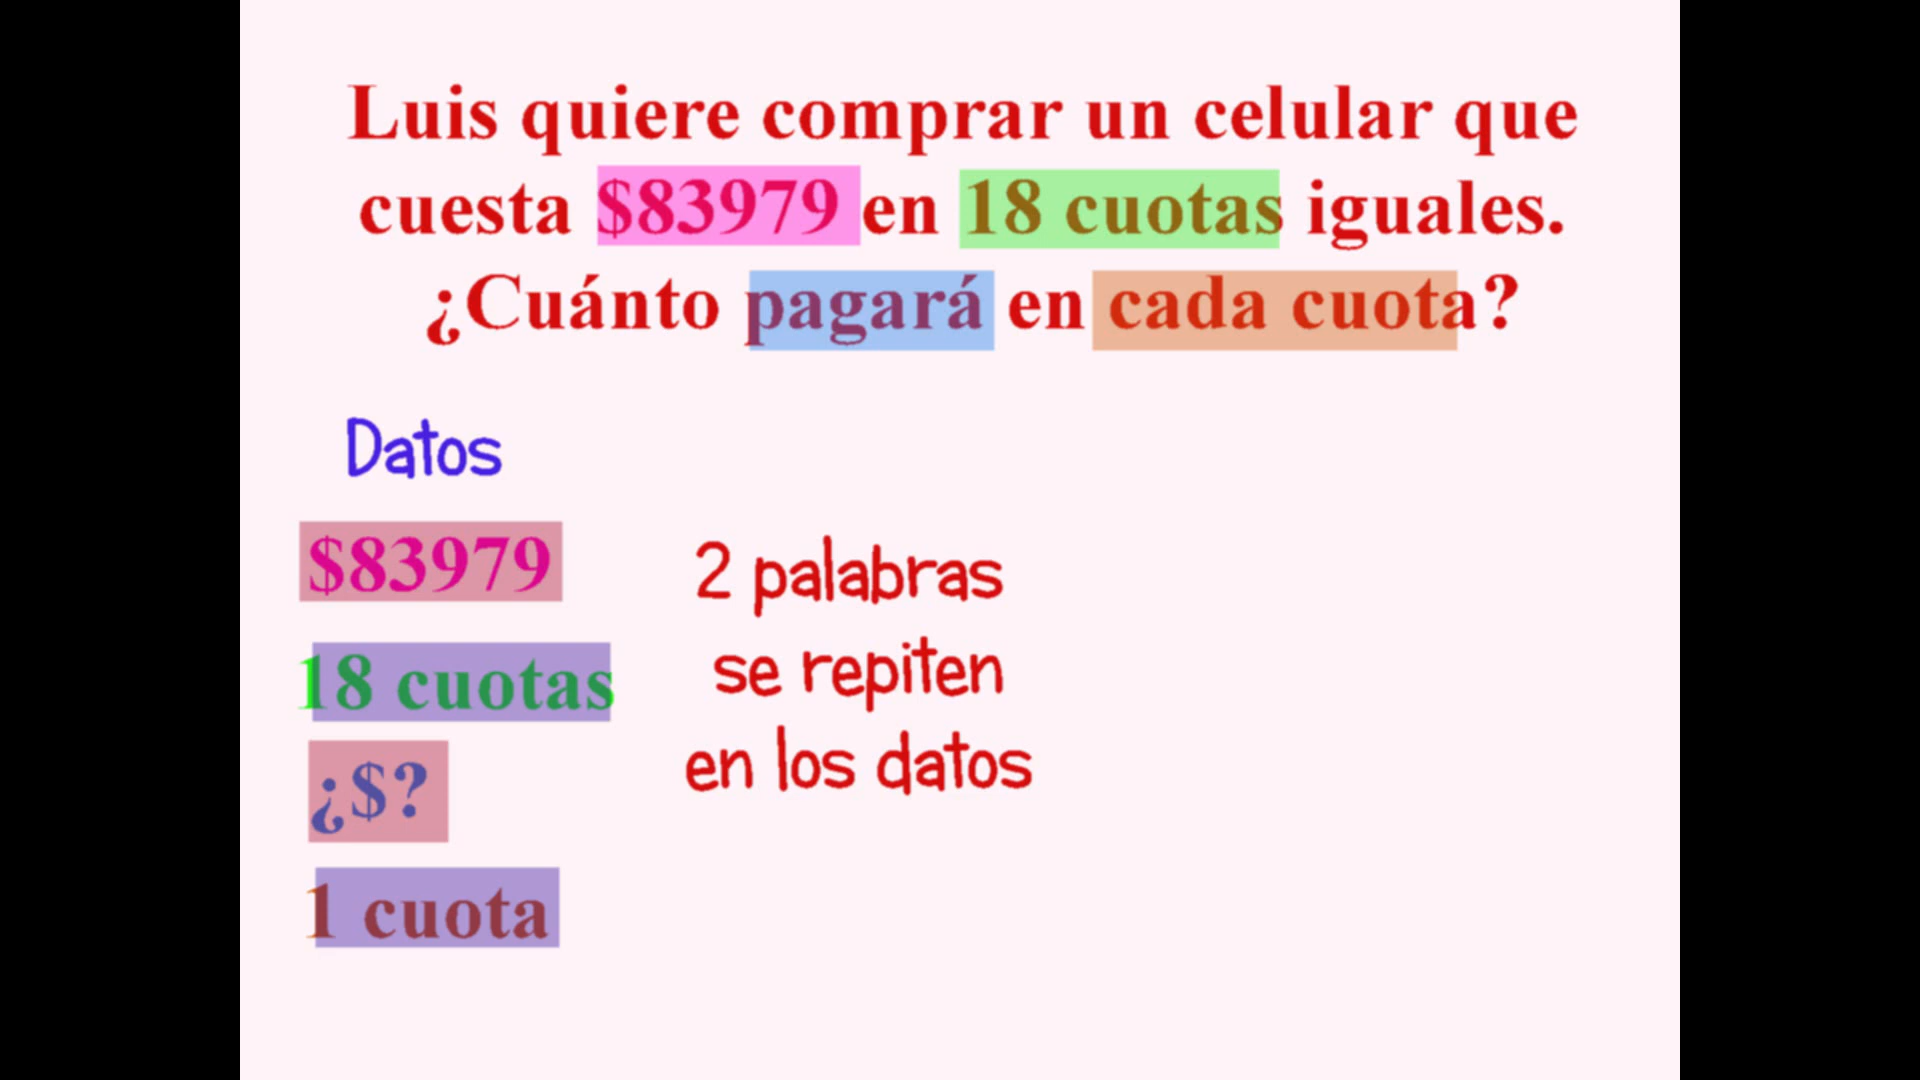 Luis quiere comprar un celular que
cuesta $83979 en 18 cuotas iguales.
¿Cuánto pagará en cada cuota?
Datos
$83979
18 cuotas
¿$?
1 cuota
2 palabras
se repiten
en los datos